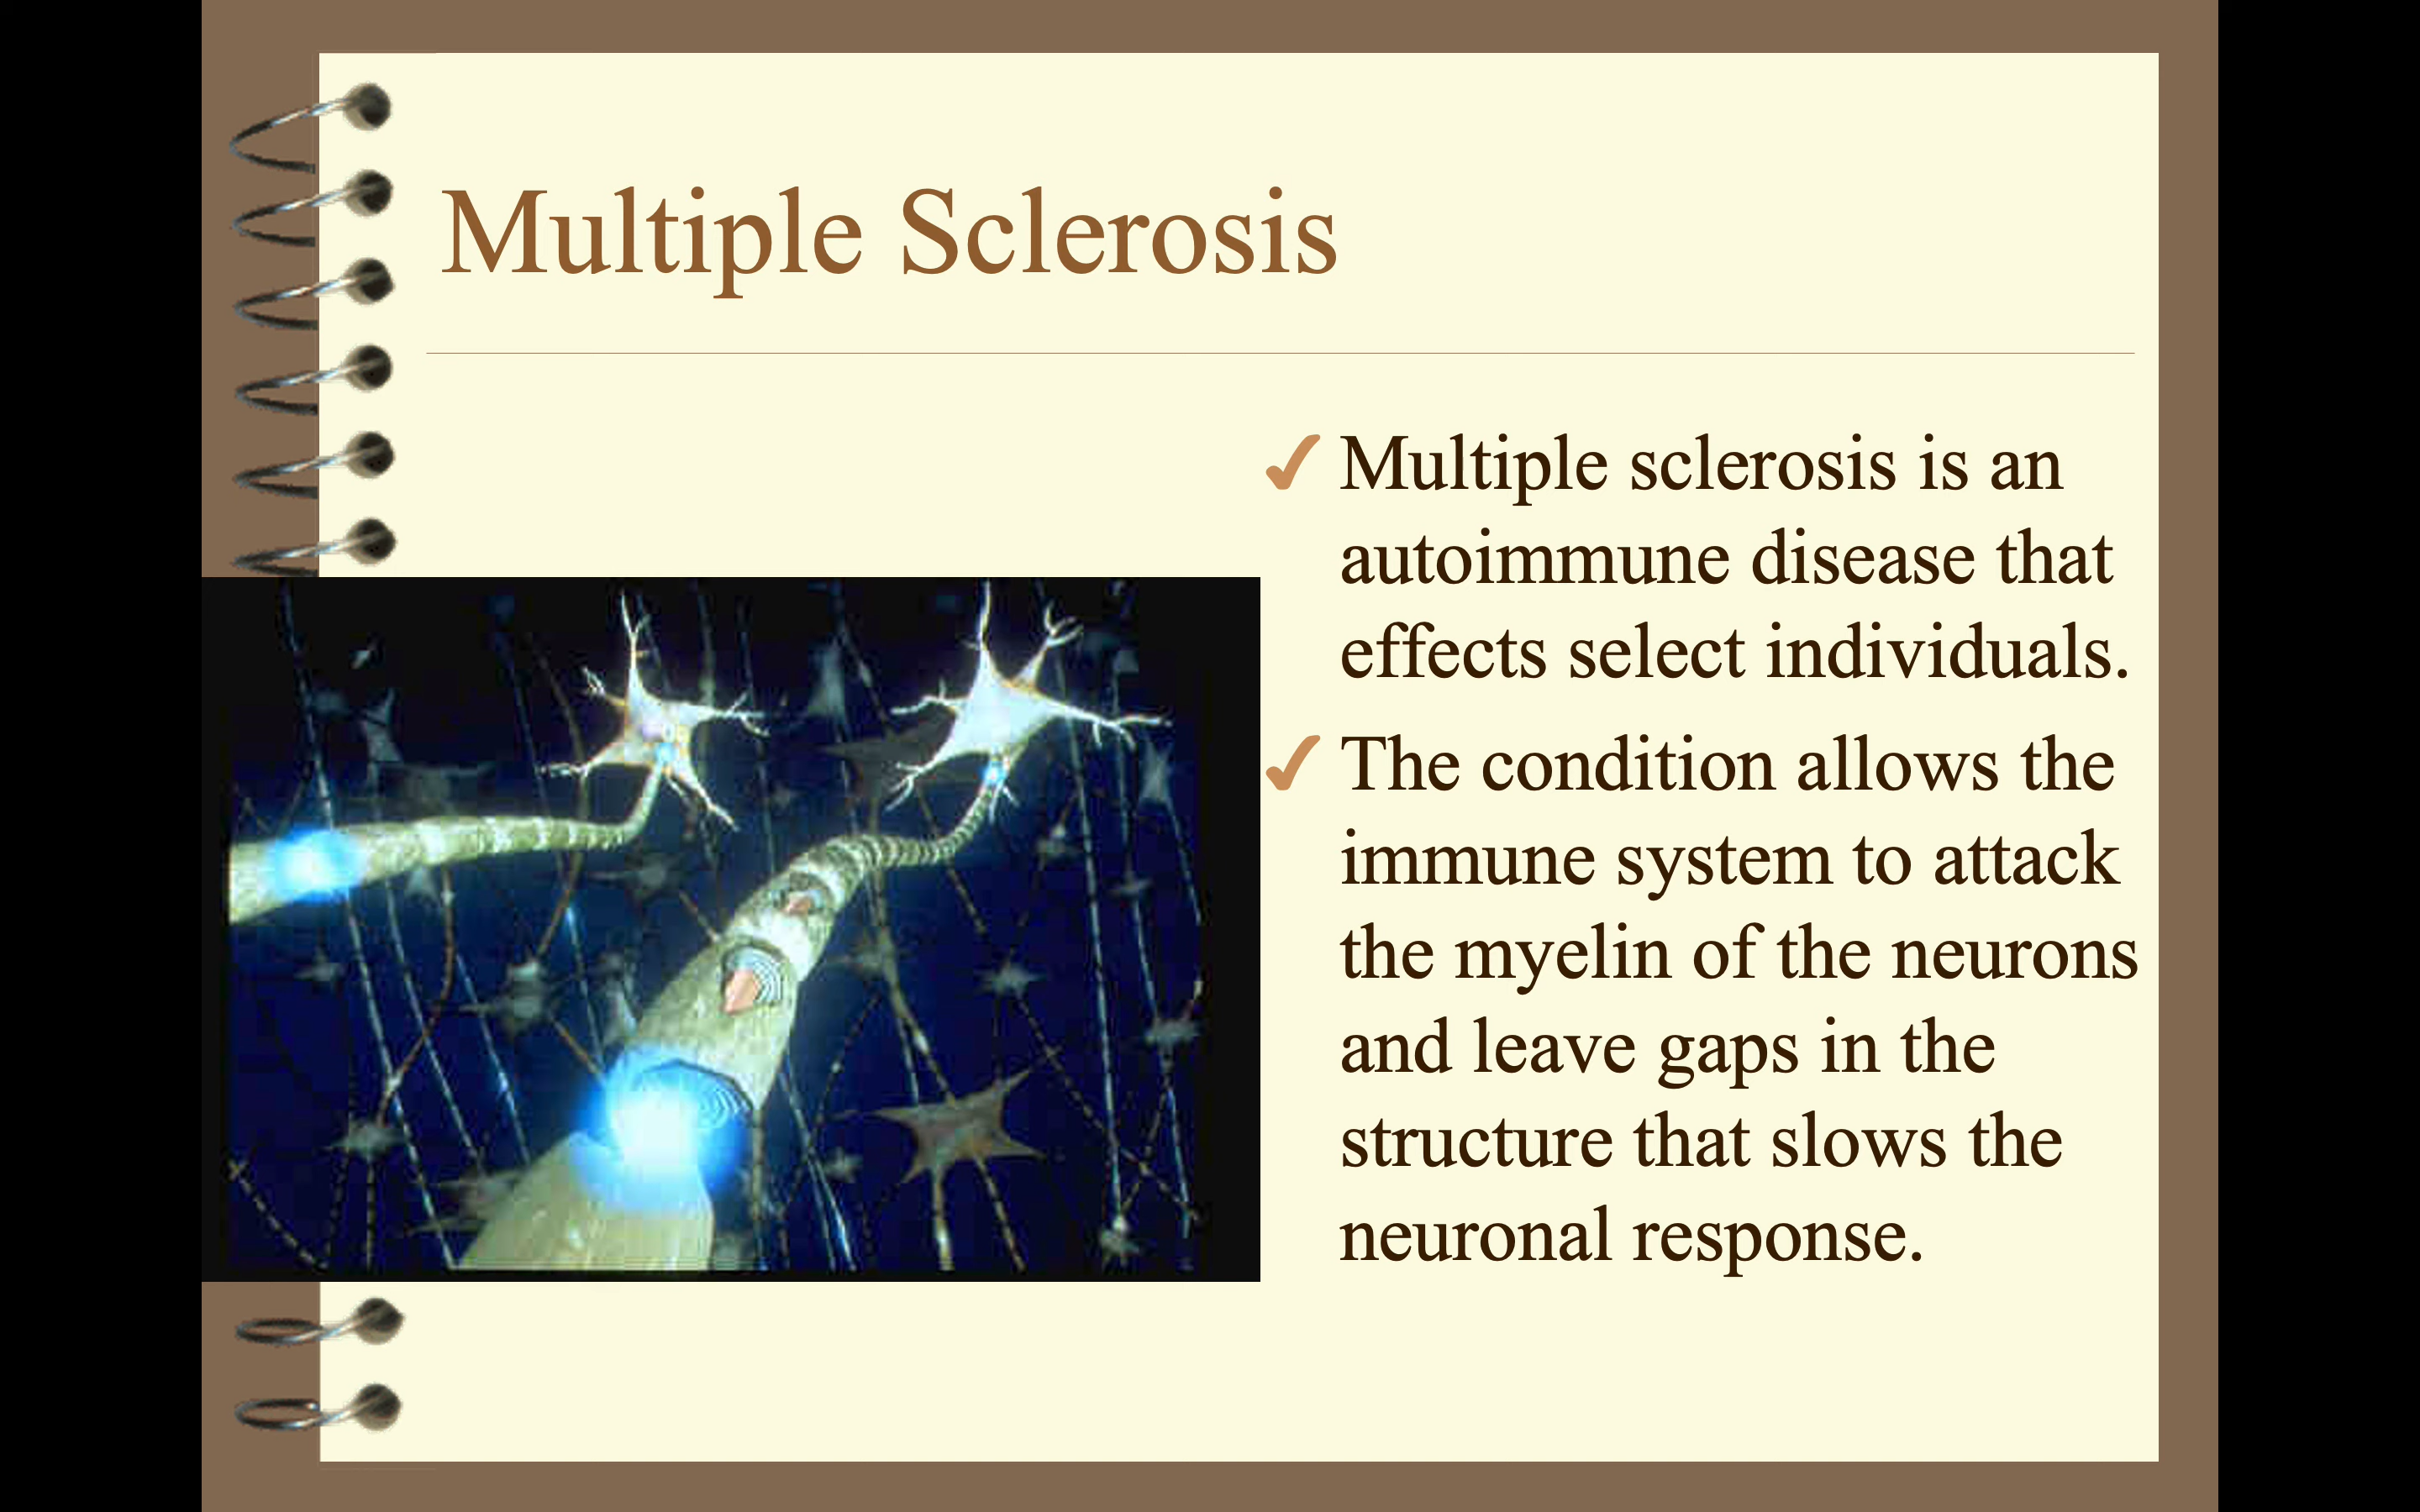 Multiple Sclerosis
✓ Multiple sclerosis is an
autoimmune disease that
effects select individuals.
✓ The condition allows the
immune system to attack
the myelin of the neurons
and leave gaps in the
structure that slows the
neuronal response.